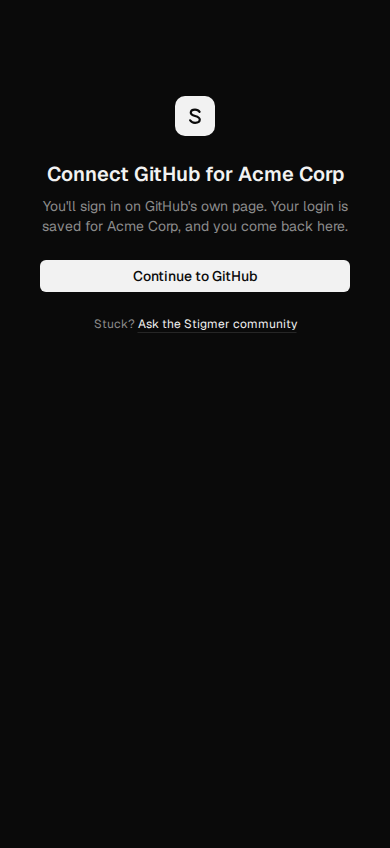 S
Connect GitHub for Acme Corp
You'll sign in on GitHub's own page. Your login is
saved for Acme Corp, and you come back here.
Continue to GitHub
Stuck? Ask the Stigmer community